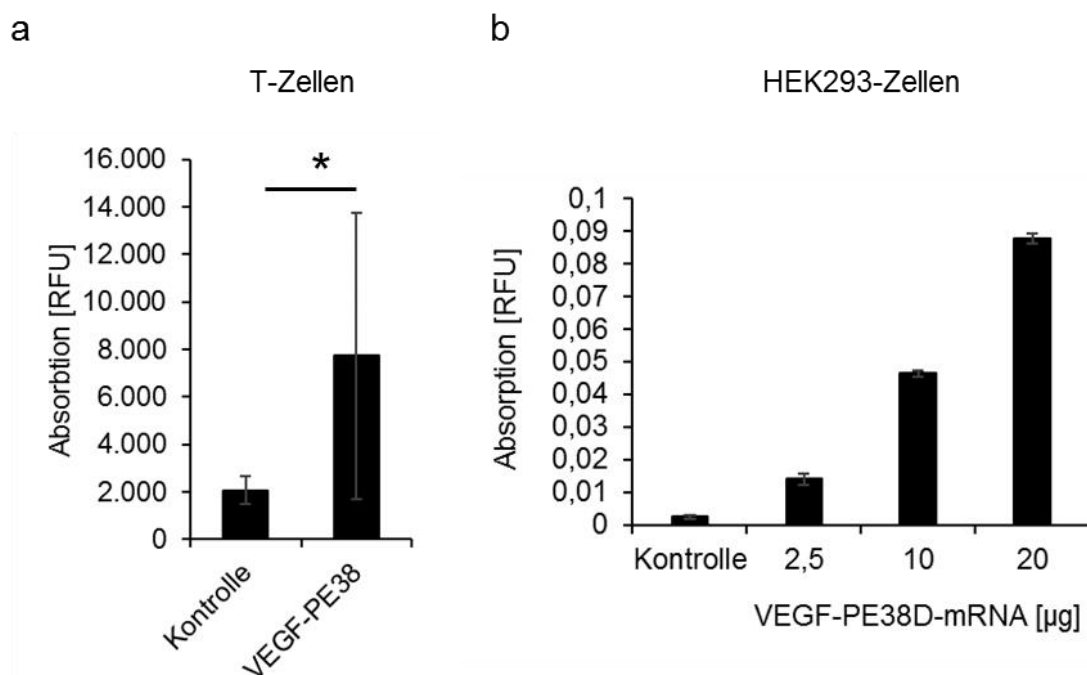 a
T-Zellen
Absorbtion [RFU]
16.000
14.000
12.000
10.000
8.000
6.000
4.000
2.000
0
*
Kontrolle
VEGF-PE38
b
HEK293-Zellen
Absorption [RFU]
0,1
0,09
0,08
0,07
0,06
0,05
0,04
0,03
0,02
0,01
0
Kontrolle 2,5 10 20
VEGF-PE38D-mRNA [µg]